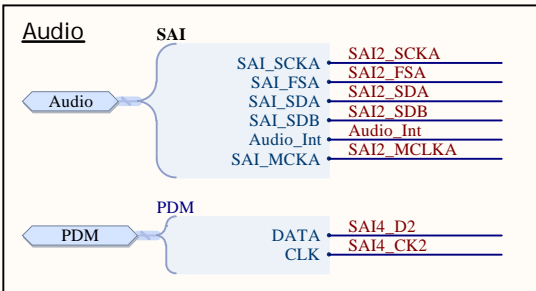 Audio
SAI
SAI_SCKA SAI2_SCKA
SAI_FSA SAI2_FSA
Audio SAI_SDA SAI2_SDA
SAI_SDB SAI2_SDB
Audio_Int Audio_Int
SAI_MCKA SAI2_MCLKA
PDM
PDM DATA SAI4_D2
CLK SAI4_CK2